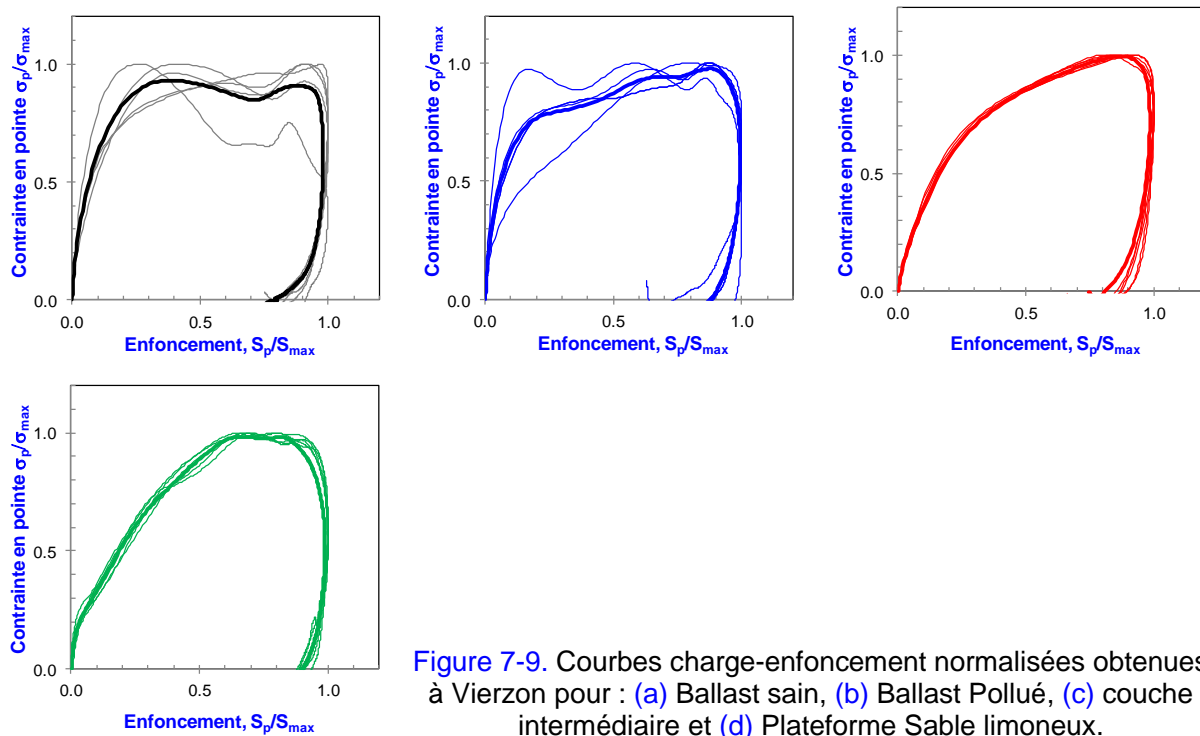 Contrainte en pointe σp/σmax
1.0
0.5
0.0
0.0 0.5 1.0
Enfoncement, Sp/Smax
Contrainte en pointe σp/σmax
1.0
0.5
0.0
0.0 0.5 1.0
Enfoncement, Sp/Smax
Contrainte en pointe σp/σmax
1.0
0.5
0.0
0.0 0.5 1.0
Enfoncement, Sp/Smax
Contrainte en pointe σp/σmax
1.0
0.5
0.0
0.0 0.5 1.0
Enfoncement, Sp/Smax
Figure 7-9. Courbes charge-enfoncement normalisées obtenues
à Vierzon pour : (a) Ballast sain, (b) Ballast Pollué, (c) couche
intermédiaire et (d) Plateforme Sable limoneux.